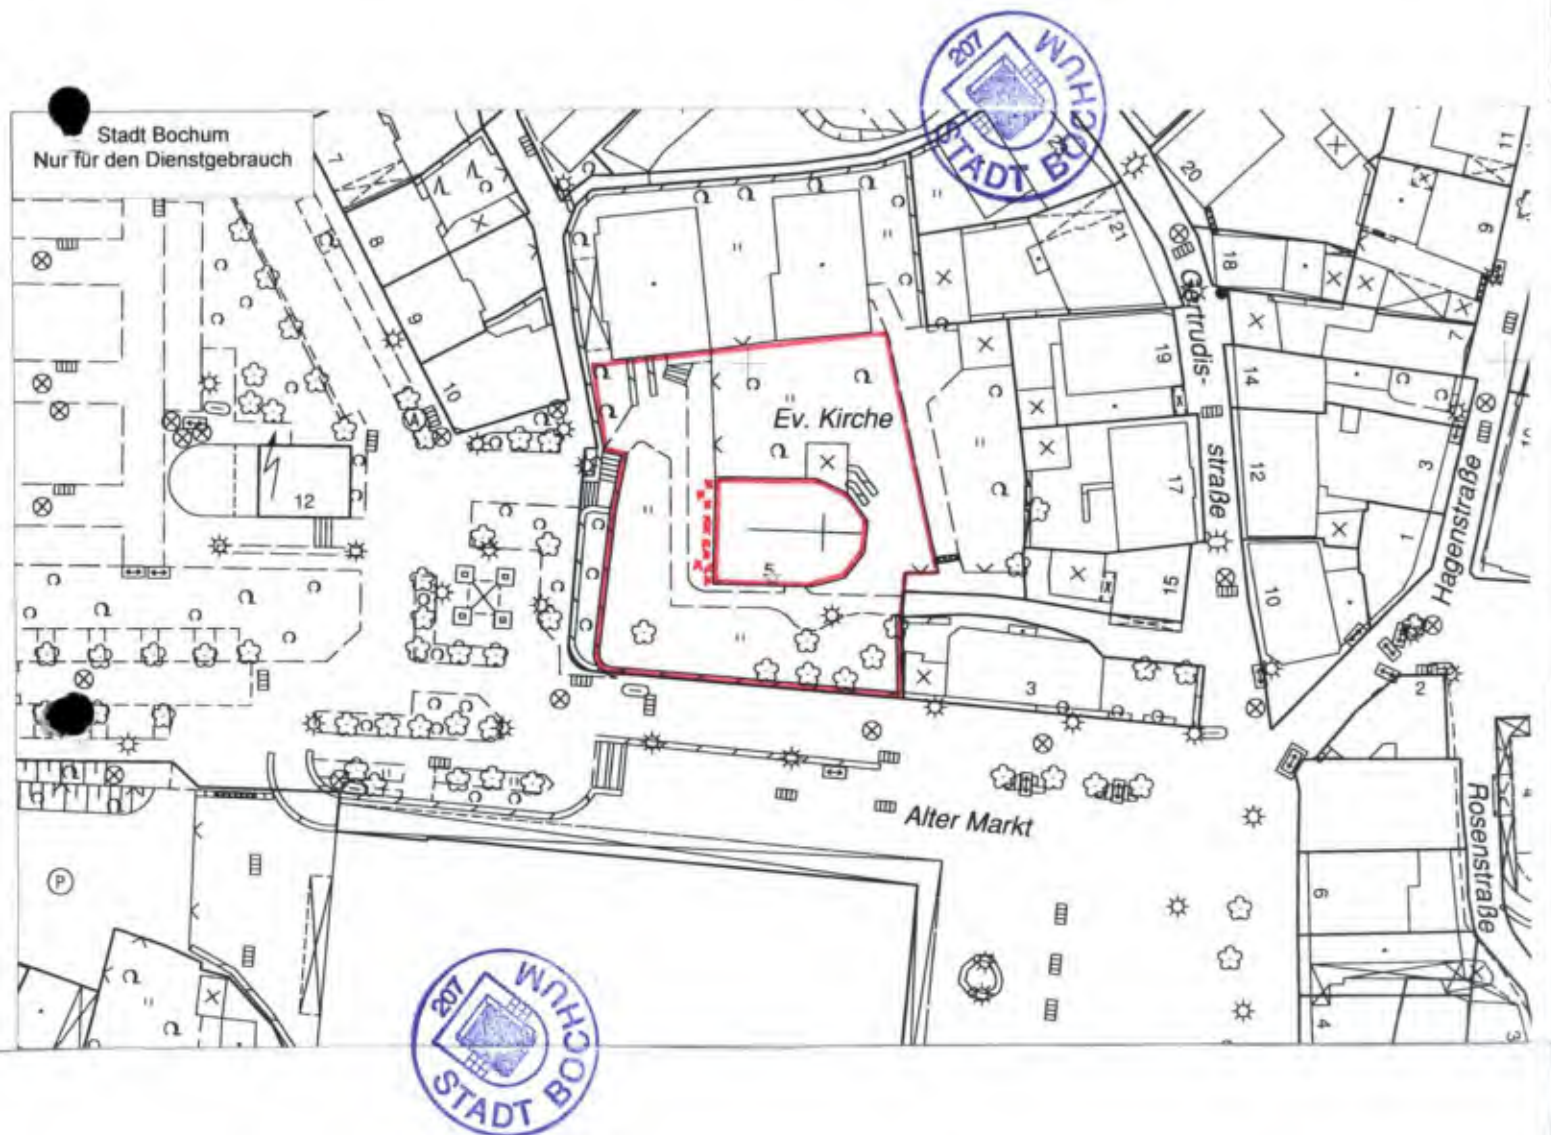 Stadt Bochum
Nur für den Dienstgebrauch
207
STADT BOCHUM
7
8
9
10
21
20
18
11
9
7
Gertrudis-
straße
19
14
Ev. Kirche
12
17
12
3
5
1
Hagenstraße
15
10
3
2
Alter Markt
Rosenstraße
P
A
6
4
3
207
STADT BOCHUM